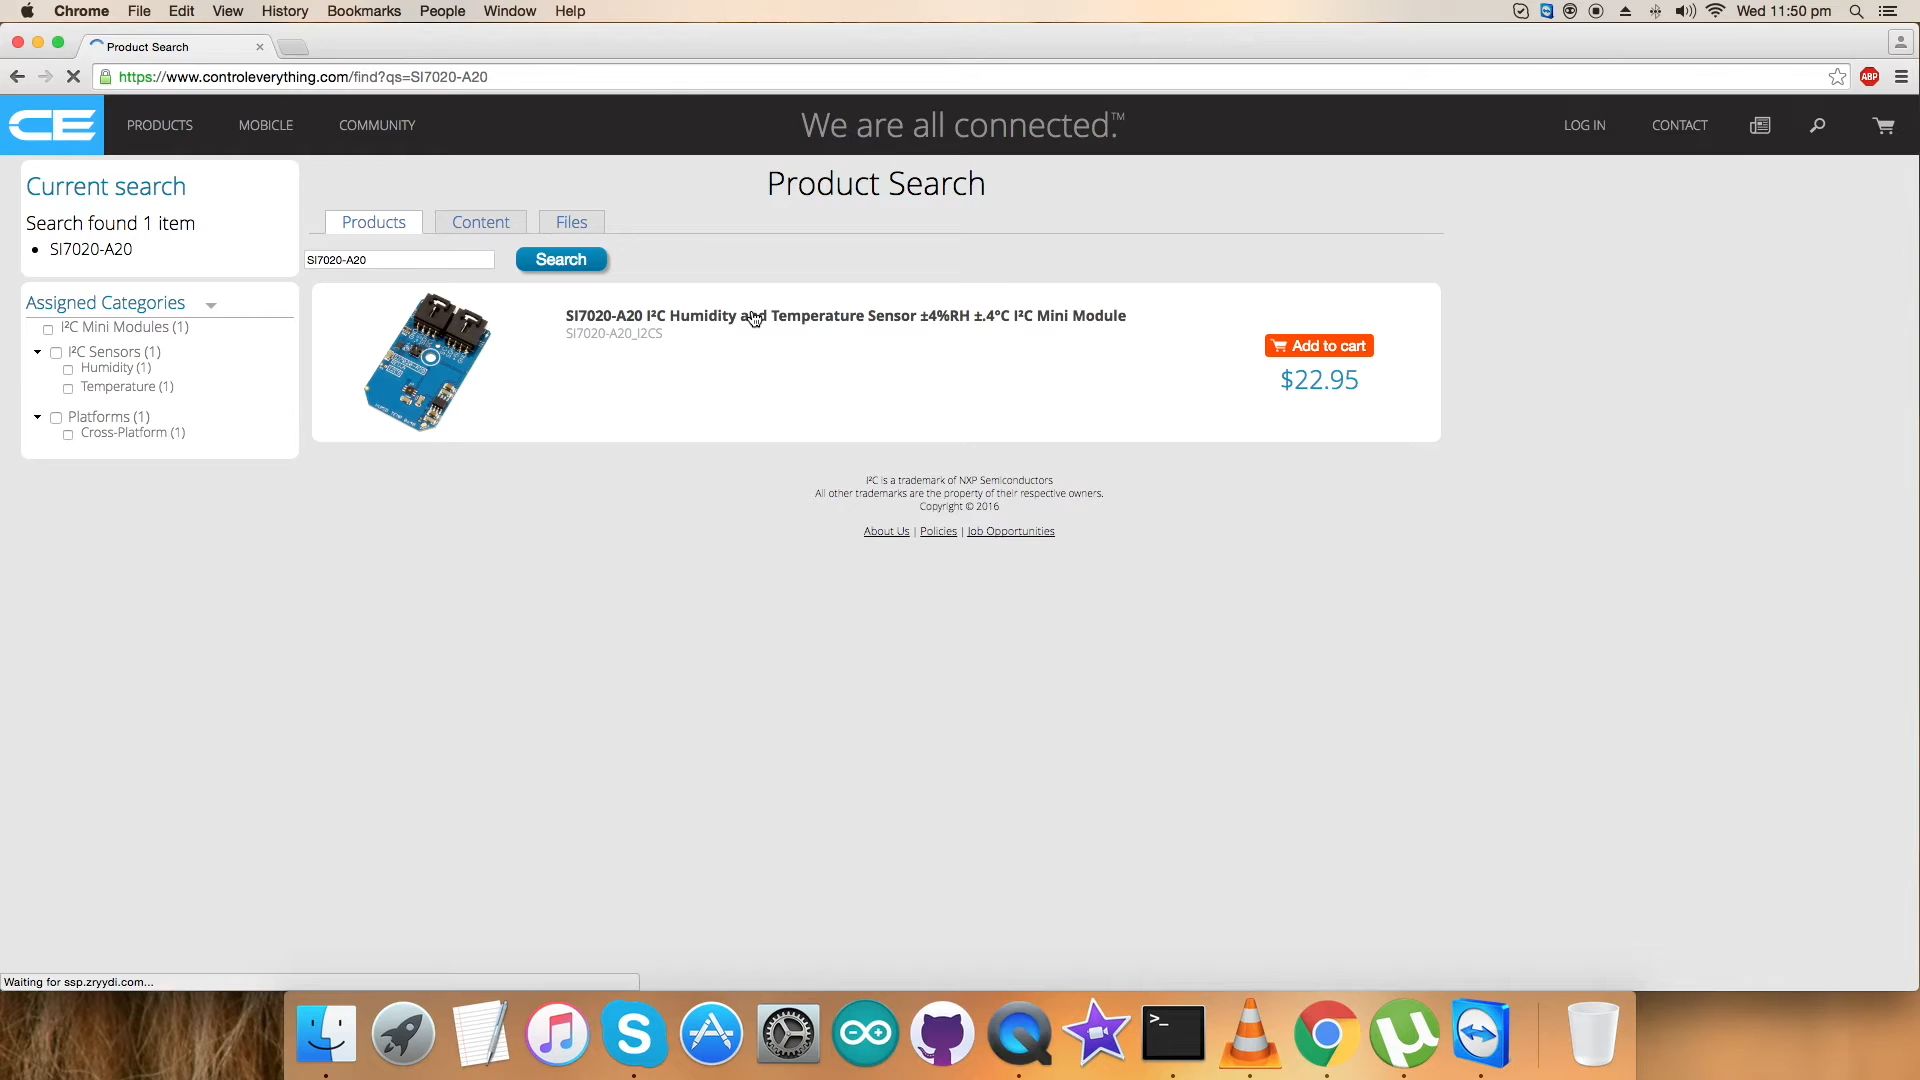 Chrome File Edit View History Bookmarks People Window Help Wed 11:50 pm
Product Search
https://www.controleverything.com/find?qs=SI7020-A20 ABP
CE PRODUCTS MOBICLE COMMUNITY We are all connected.™ LOG IN CONTACT
Current search
Search found 1 item
SI7020-A20
Assigned Categories
I²C Mini Modules (1)
I²C Sensors (1)
Humidity (1)
Temperature (1)
Platforms (1)
Cross-Platform (1)
Product Search
Products Content Files
SI7020-A20 Search
SI7020-A20 I²C Humidity and Temperature Sensor ±4%RH ±.4°C I²C Mini Module
SI7020-A20_I2CS
Add to cart
$22.95
I²C is a trademark of NXP Semiconductors
All other trademarks are the property of their respective owners.
Copyright © 2016
About Us | Policies | Job Opportunities
Waiting for ssp.zryydi.com...